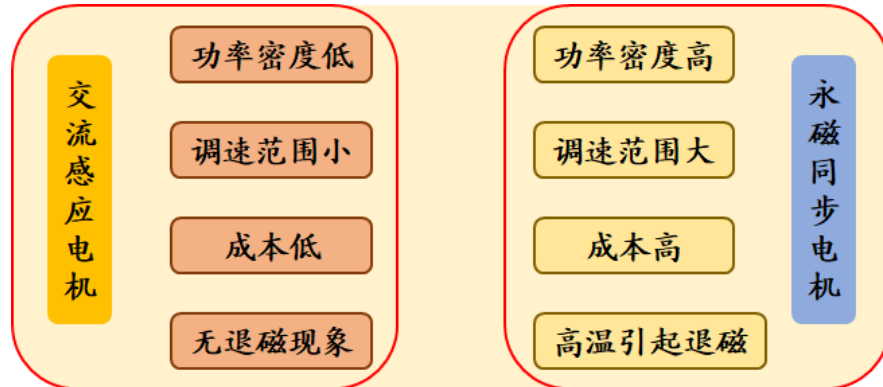 交流感应电机
功率密度低
调速范围小
成本低
无退磁现象
功率密度高
调速范围大
成本高
高温引起退磁
永磁同步电机